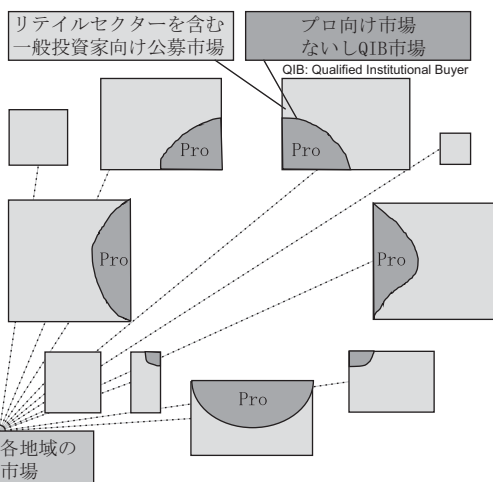 リテイルセクターを含む
一般投資家向け公募市場
プロ向け市場
ないしQIB市場
QIB: Qualified Institutional Buyer
Pro
Pro
Pro
Pro
Pro
各地域の
市場